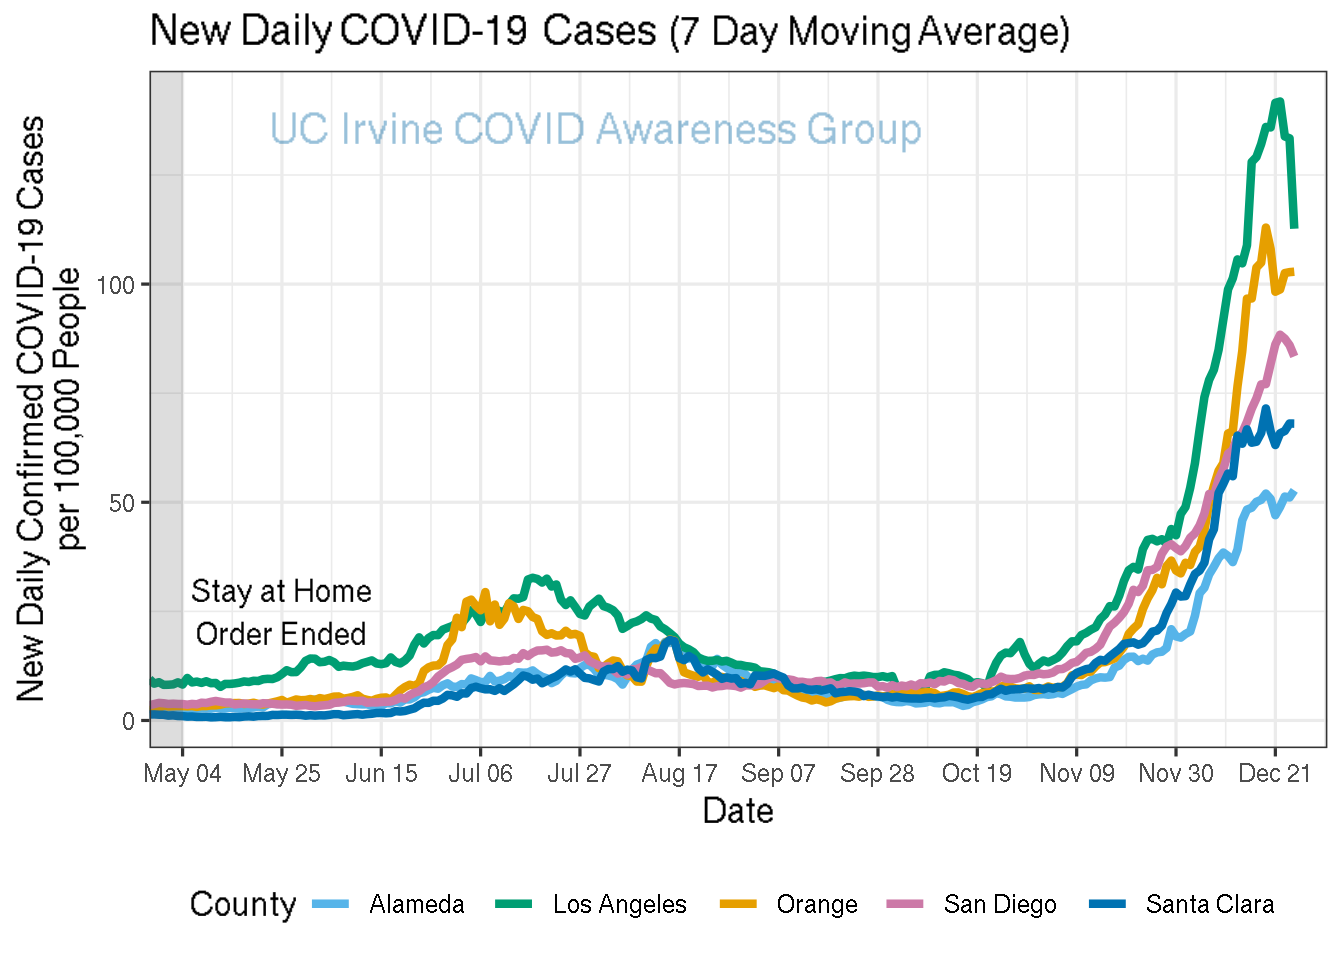 New Daily COVID-19 Cases (7 Day Moving Average)
UC Irvine COVID Awareness Group
New Daily Confirmed COVID-19 Cases
per 100,000 People
100
50
0
Stay at Home
Order Ended
May 04 May 25 Jun 15 Jul 06 Jul 27 Aug 17 Sep 07 Sep 28 Oct 19 Nov 09 Nov 30 Dec 21
Date
County Alameda Los Angeles Orange San Diego Santa Clara